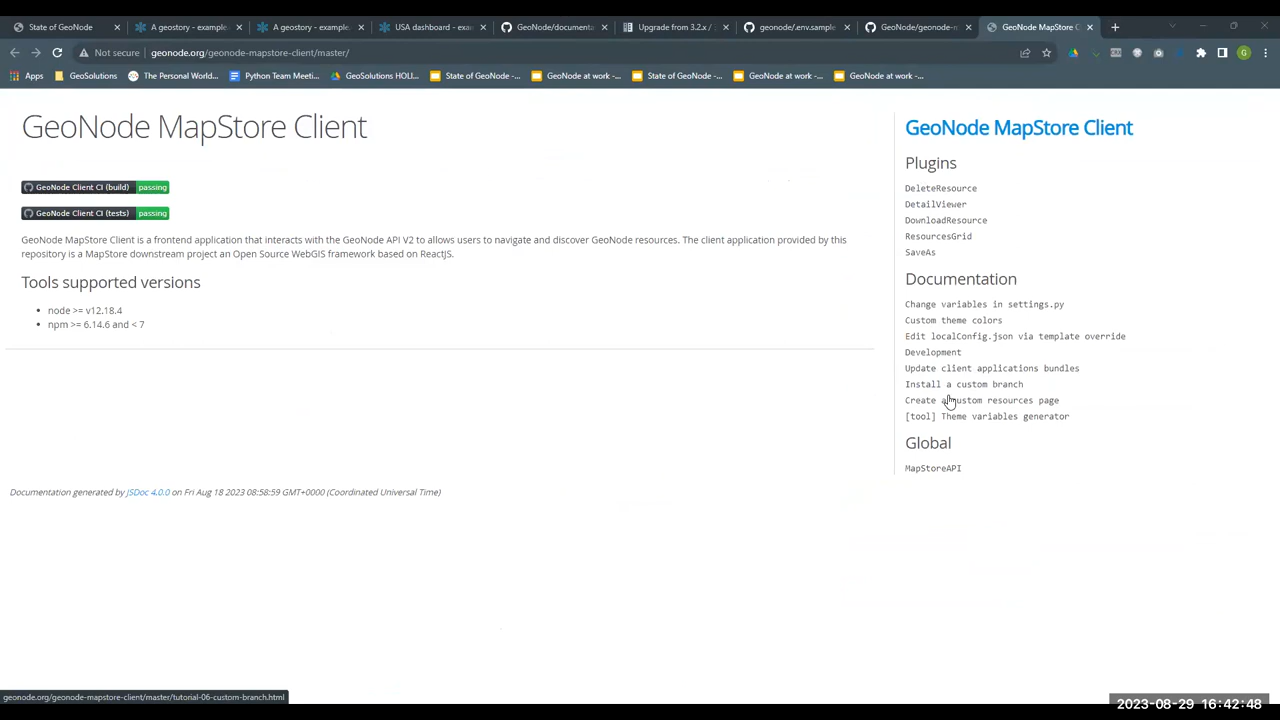 State of GeoNode
A geostory - example.
A geostory - example.
USA dashboard - exa
GeoNode/documenta
Upgrade from 3.2.x /
geonode/.env.sample
GeoNode/geonode-m
GeoNode MapStore C
Not secure
geonode.org/geonode-mapstore-client/master/
Apps
GeoSolutions
The Personal World...
Python Team Meeti...
GeoSolutions HOLI...
State of GeoNode -...
GeoNode at work -...
State of GeoNode -...
GeoNode at work -...
GeoNode at work -...
GeoNode MapStore Client
GeoNode Client CI (build) passing
GeoNode Client CI (tests) passing
GeoNode MapStore Client is a frontend application that interacts with the GeoNode API V2 to allows users to navigate and discover GeoNode resources. The client application provided by this
repository is a MapStore downstream project an Open Source WebGIS framework based on ReactJS.
Tools supported versions
node >= v12.18.4
npm >= 6.14.6 and < 7
Documentation generated by JSDoc 4.0.0 on Fri Aug 18 2023 08:58:59 GMT+0000 (Coordinated Universal Time)
GeoNode MapStore Client
Plugins
DeleteResource
DetailViewer
DownloadResource
ResourcesGrid
SaveAs
Documentation
Change variables in settings.py
Custom theme colors
Edit localConfig.json via template override
Development
Update client applications bundles
Install a custom branch
Create a custom resources page
[tool] Theme variables generator
Global
MapStoreAPI
geonode.org/geonode-mapstore-client/master/tutorial-06-custom-branch.html
2023-08-29 16:42:48